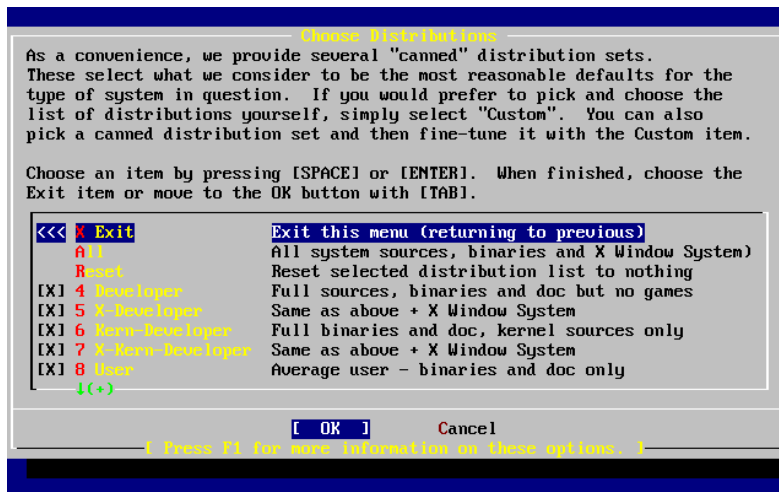 Choose Distributions
As a convenience, we provide several "canned" distribution sets.
These select what we consider to be the most reasonable defaults for the
type of system in question.  If you would prefer to pick and choose the
list of distributions yourself, simply select "Custom".  You can also
pick a canned distribution set and then fine-tune it with the Custom item.
Choose an item by pressing [SPACE] or [ENTER].  When finished, choose the
Exit item or move to the OK button with [TAB].
<<< X Exit Exit this menu (returning to previous)
All All system sources, binaries and X Window System)
Reset Reset selected distribution list to nothing
[X] 4 Developer Full sources, binaries and doc but no games
[X] 5 X-Developer Same as above + X Window System
[X] 6 Kern-Developer Full binaries and doc, kernel sources only
[X] 7 X-Kern-Developer Same as above + X Window System
[X] 8 User Average user - binaries and doc only
↓(+)
[ OK ] Cancel
[ Press F1 for more information on these options. ]